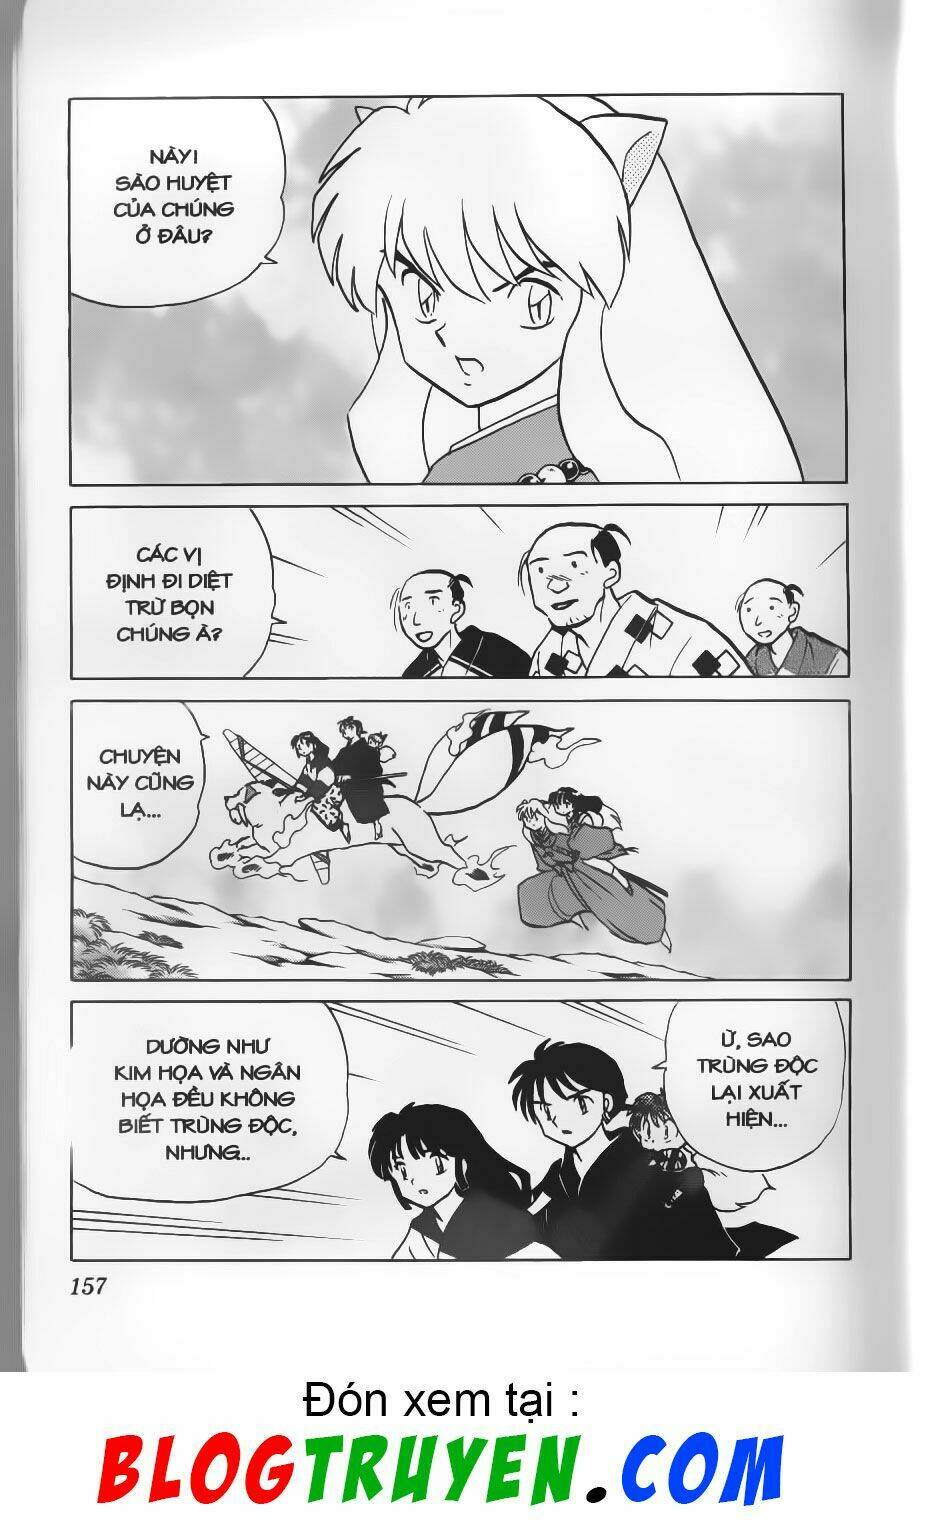 NÀY!
SÀO HUYỆT
CỦA CHÚNG
Ở ĐÂU?
CÁC VỊ
ĐỊNH ĐI DIỆT
TRỪ BỌN
CHÚNG À?
CHUYỆN
NÀY CŨNG
LẠ...
DƯỜNG NHƯ
KIM HỌA VÀ NGÂN
HỌA ĐỀU KHÔNG
BIẾT TRÙNG ĐỘC,
NHƯNG...
Ừ, SAO
TRÙNG ĐỘC
LẠI XUẤT
HIỆN...
157
Đón xem tại :
BLOGTRUYEN.COM